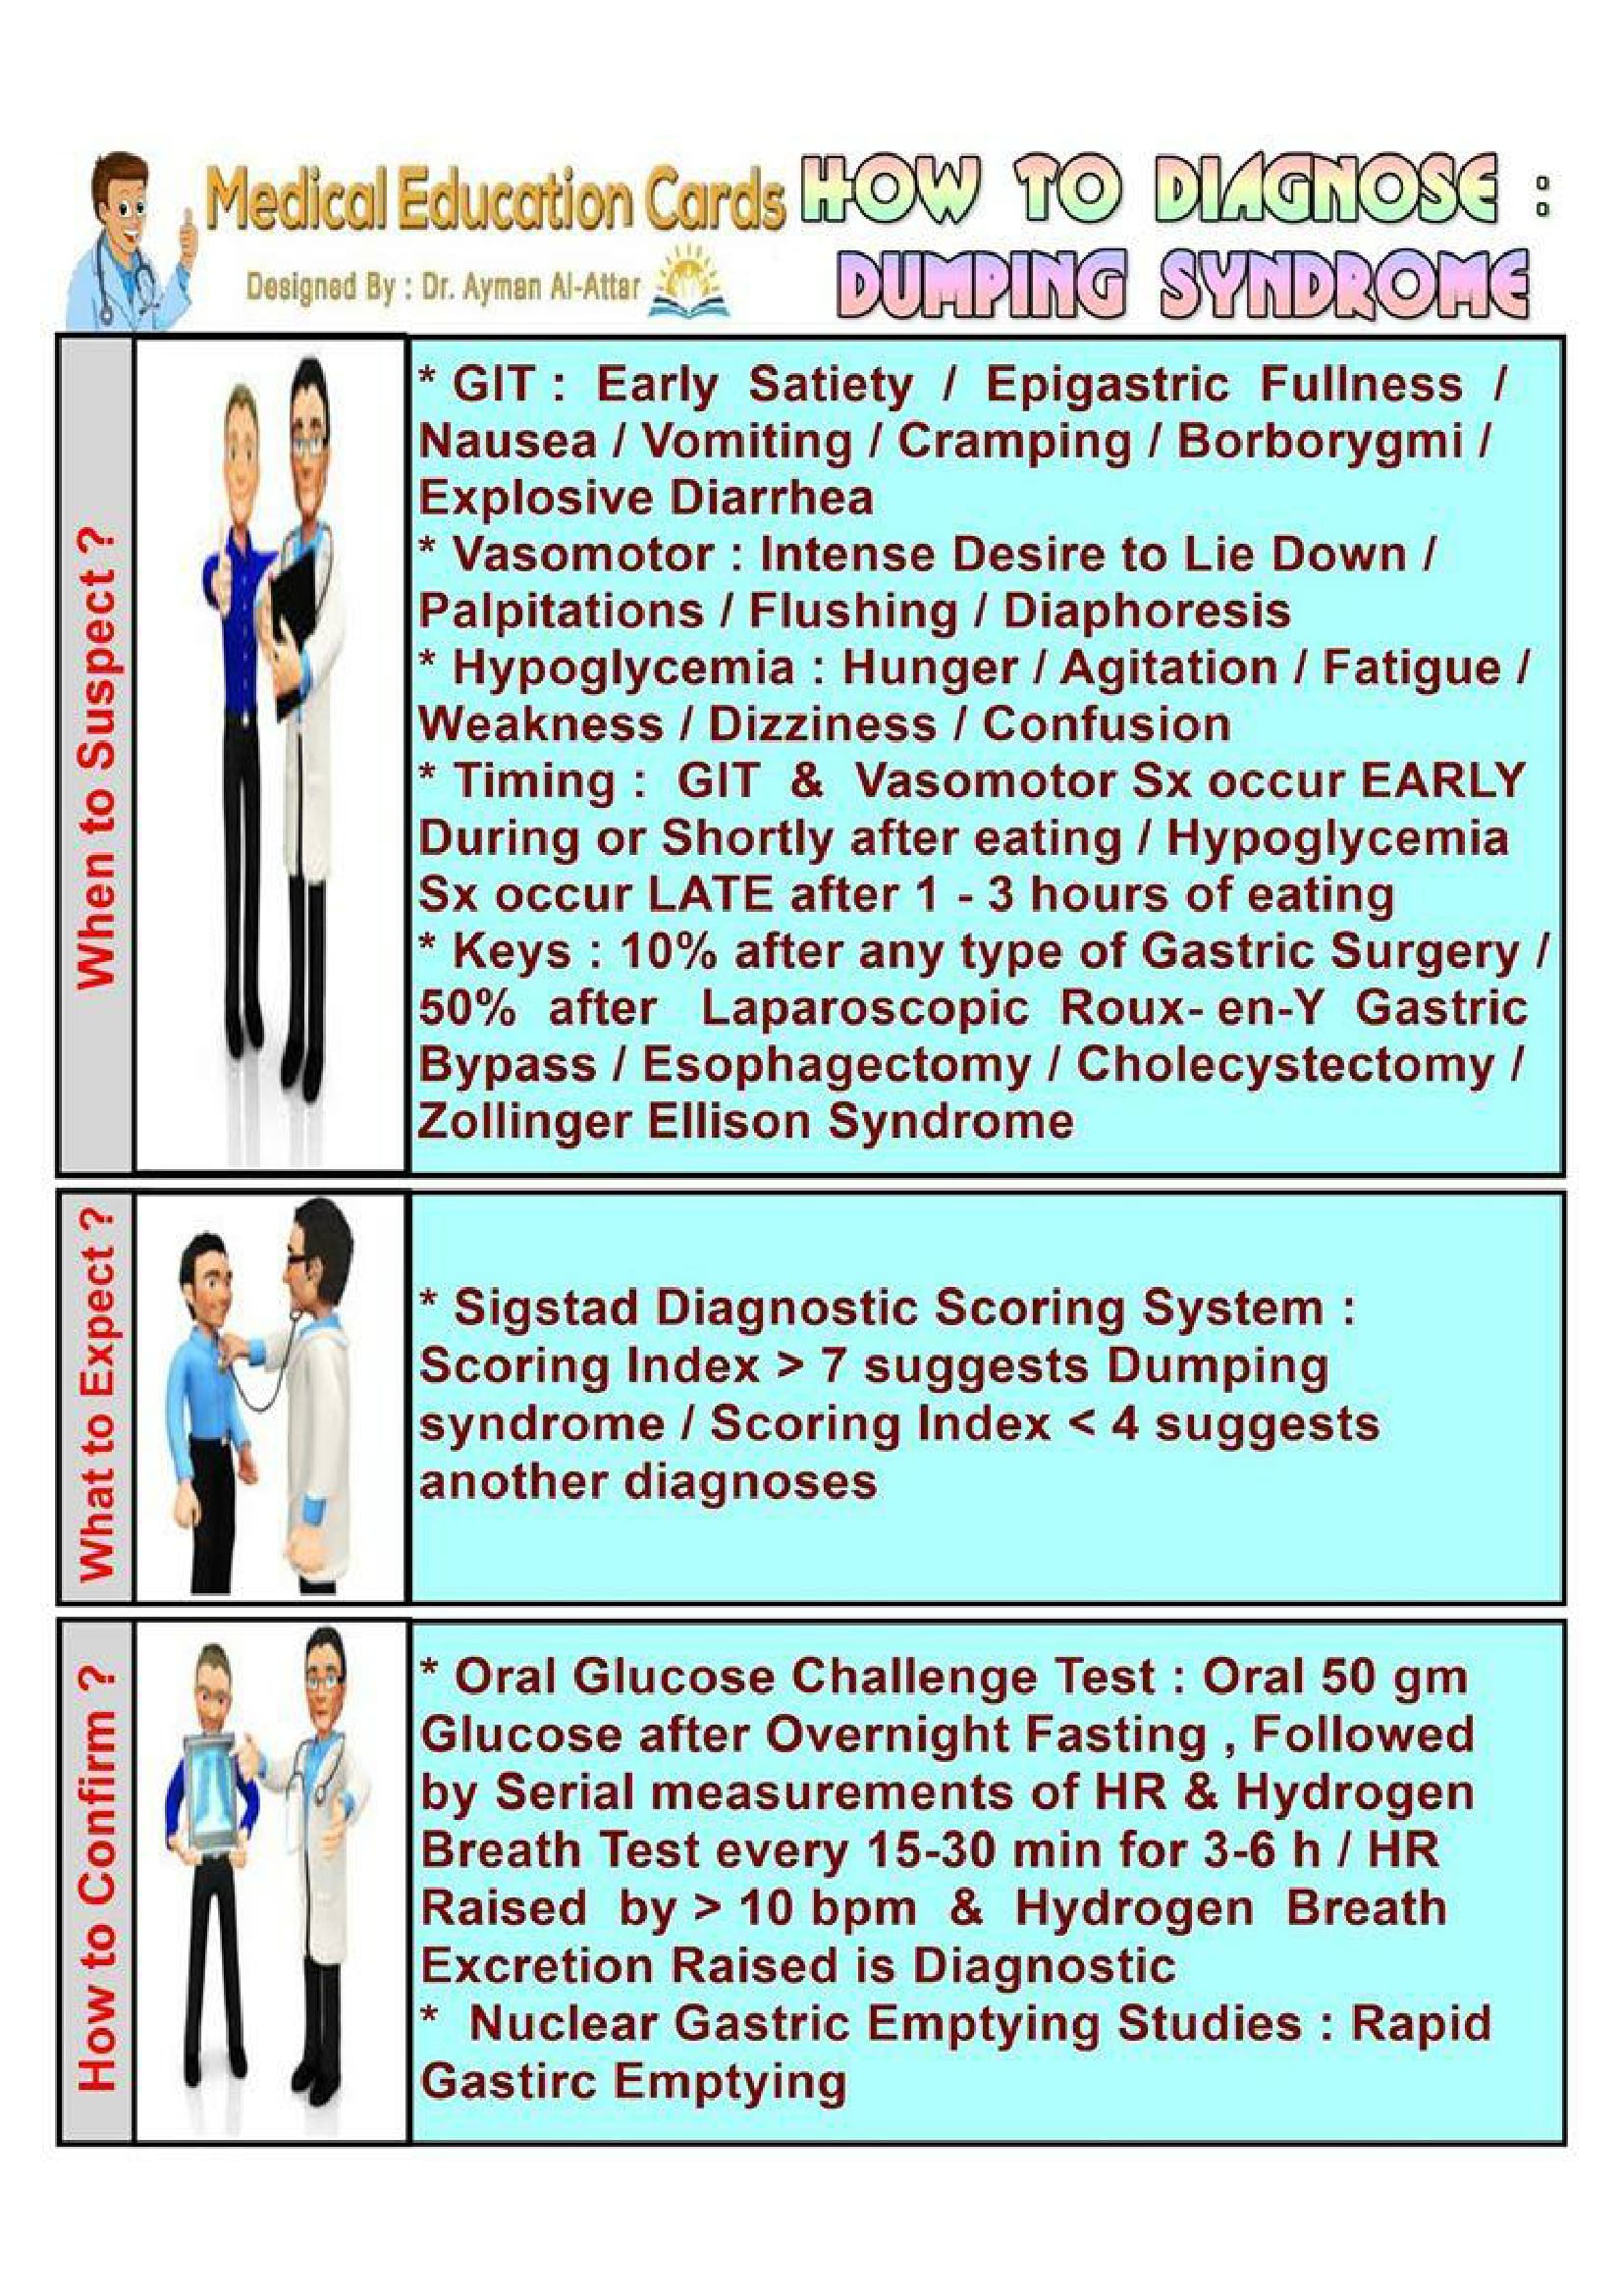 Medical Education Cards
Designed By : Dr. Ayman Al-Attar
HOW TO DIAGNOSE :
DUMPING SYNDROME
When to Suspect ?
* GIT : Early Satiety / Epigastric Fullness /
Nausea / Vomiting / Cramping / Borborygmi /
Explosive Diarrhea
* Vasomotor : Intense Desire to Lie Down /
Palpitations / Flushing / Diaphoresis
* Hypoglycemia : Hunger / Agitation / Fatigue /
Weakness / Dizziness / Confusion
* Timing : GIT & Vasomotor Sx occur EARLY
During or Shortly after eating / Hypoglycemia
Sx occur LATE after 1 - 3 hours of eating
* Keys : 10% after any type of Gastric Surgery /
50% after Laparoscopic Roux- en-Y Gastric
Bypass / Esophagectomy / Cholecystectomy /
Zollinger Ellison Syndrome
What to Expect ?
* Sigstad Diagnostic Scoring System :
Scoring Index > 7 suggests Dumping
syndrome / Scoring Index < 4 suggests
another diagnoses
How to Confirm ?
* Oral Glucose Challenge Test : Oral 50 gm
Glucose after Overnight Fasting , Followed
by Serial measurements of HR & Hydrogen
Breath Test every 15-30 min for 3-6 h / HR
Raised by > 10 bpm & Hydrogen Breath
Excretion Raised is Diagnostic
* Nuclear Gastric Emptying Studies : Rapid
Gastirc Emptying